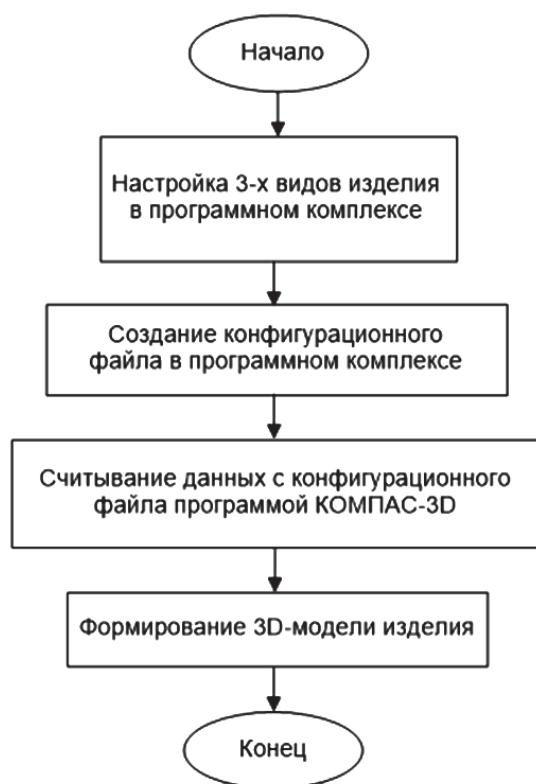 Начало
Настройка 3-х видов изделия
в программном комплексе
Создание конфигурационного
файла в программном комплексе
Считывание данных с конфигурационного
файла программой КОМПАС-3D
Формирование 3D-модели изделия
Конец